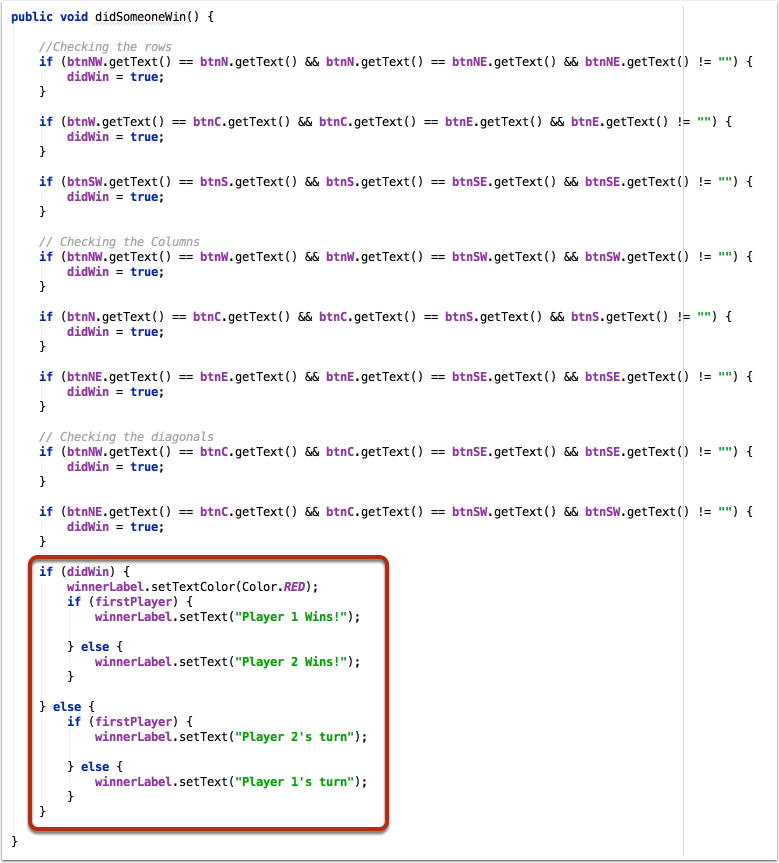 public void didSomeoneWin() {
//Checking the rows
if (btnNW.getText() == btnN.getText() && btnN.getText() == btnNE.getText() && btnNE.getText() != "") {
didWin = true;
}
if (btnW.getText() == btnC.getText() && btnC.getText() == btnE.getText() && btnE.getText() != "") {
didWin = true;
}
if (btnSW.getText() == btnS.getText() && btnS.getText() == btnSE.getText() && btnSE.getText() != "") {
didWin = true;
}
// Checking the Columns
if (btnNW.getText() == btnW.getText() && btnW.getText() == btnSW.getText() && btnSW.getText() != "") {
didWin = true;
}
if (btnN.getText() == btnC.getText() && btnC.getText() == btnS.getText() && btnS.getText() != "") {
didWin = true;
}
if (btnNE.getText() == btnE.getText() && btnE.getText() == btnSE.getText() && btnSE.getText() != "") {
didWin = true;
}
// Checking the diagonals
if (btnNW.getText() == btnC.getText() && btnC.getText() == btnSE.getText() && btnSE.getText() != "") {
didWin = true;
}
if (btnNE.getText() == btnC.getText() && btnC.getText() == btnSW.getText() && btnSW.getText() != "") {
didWin = true;
}
if (didWin) {
winnerLabel.setTextColor(Color.RED);
if (firstPlayer) {
winnerLabel.setText("Player 1 Wins!");
} else {
winnerLabel.setText("Player 2 Wins!");
}
} else {
if (firstPlayer) {
winnerLabel.setText("Player 2's turn");
} else {
winnerLabel.setText("Player 1's turn");
}
}
}